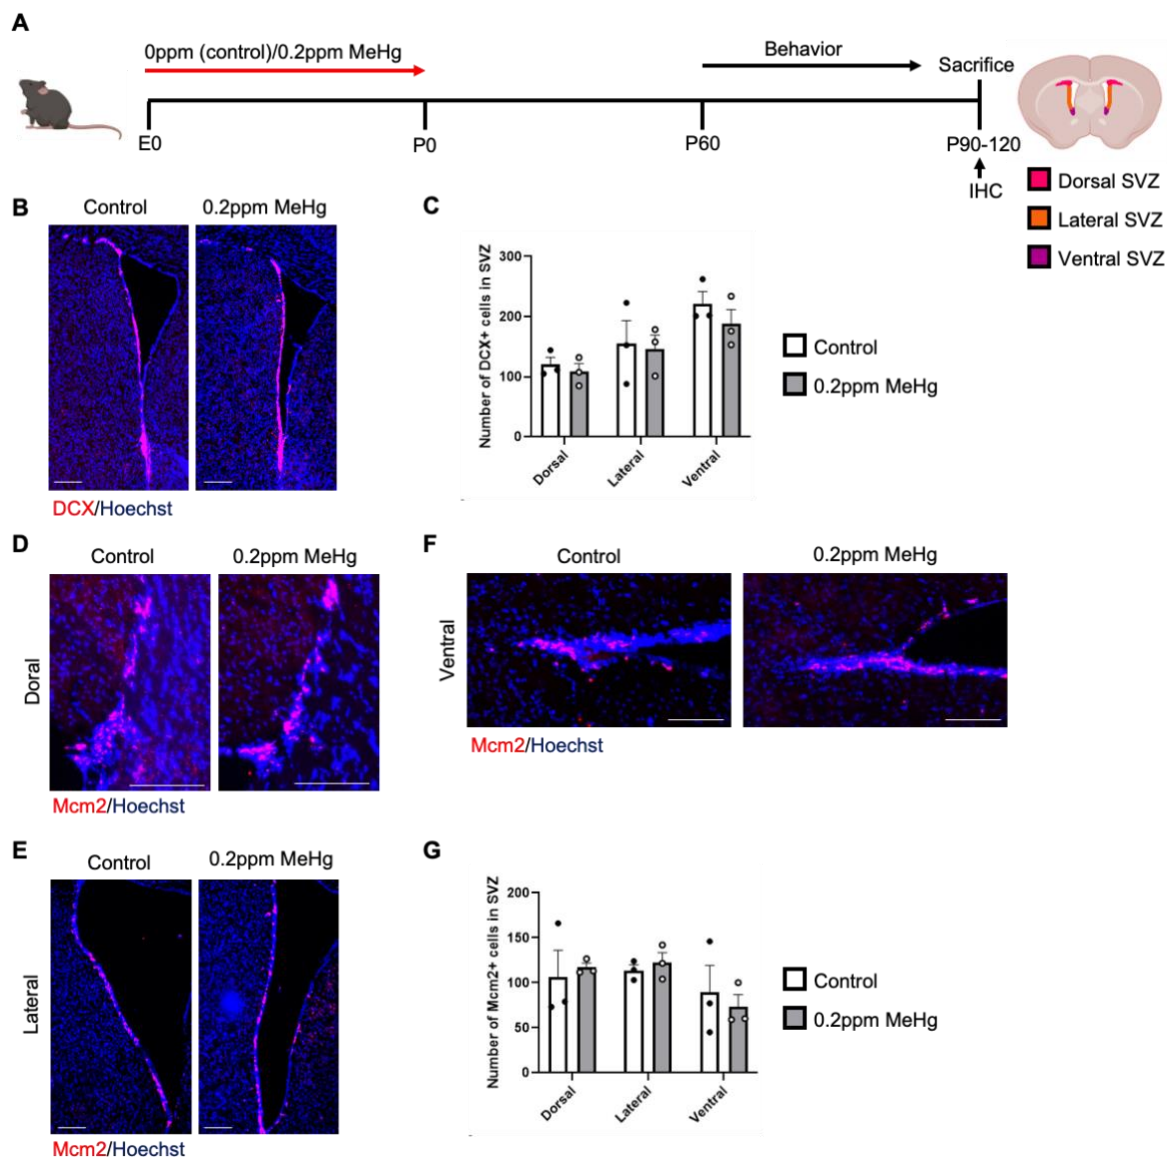 A
0ppm (control)/0.2ppm MeHg
Behavior
Sacrifice
E0
P0
P60
P90-120
IHC
Dorsal SVZ
Lateral SVZ
Ventral SVZ
B
Control
0.2ppm MeHg
DCX/Hoechst
C
Number of DCX+ cells in SVZ
300
200
100
0
Dorsal
Lateral
Ventral
Control
0.2ppm MeHg
D
Control
0.2ppm MeHg
Doral
Mcm2/Hoechst
F
Control
0.2ppm MeHg
Ventral
Mcm2/Hoechst
E
Control
0.2ppm MeHg
Lateral
Mcm2/Hoechst
G
Number of Mcm2+ cells in SVZ
200
150
100
50
0
Dorsal
Lateral
Ventral
Control
0.2ppm MeHg